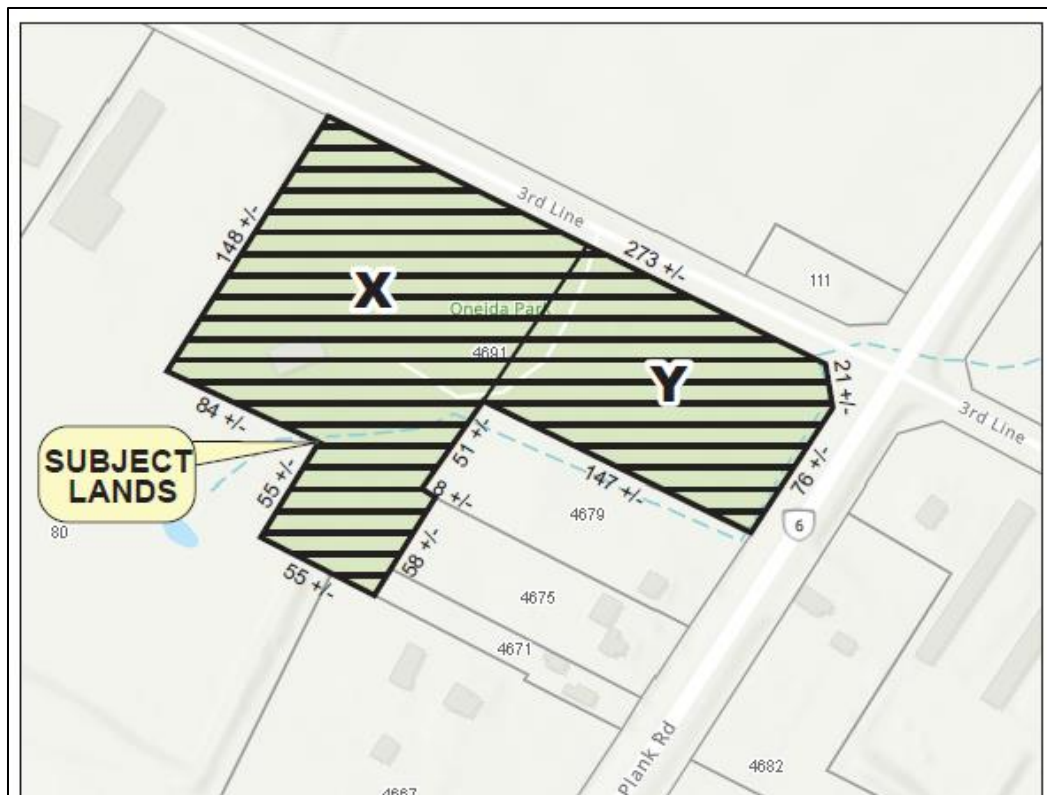 3rd Line
273 +/-
148 +/-
X
111
Oneida Park
4691
Y
21 +/-
84 +/-
3rd Line
51 +/-
SUBJECT
LANDS
55 +/-
76 +/-
147 +/-
8 +/-
4679
6
80
58 +/-
55 +/-
4675
4671
Plank Rd
4682
4667